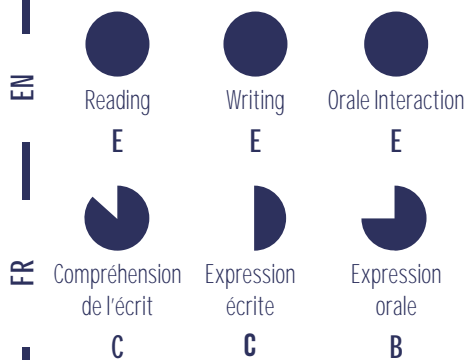 EN
Reading
Writing
Orale Interaction
E
E
E
FR
Compréhension
de l'écrit
Expression
écrite
Expression
orale
C
C
B